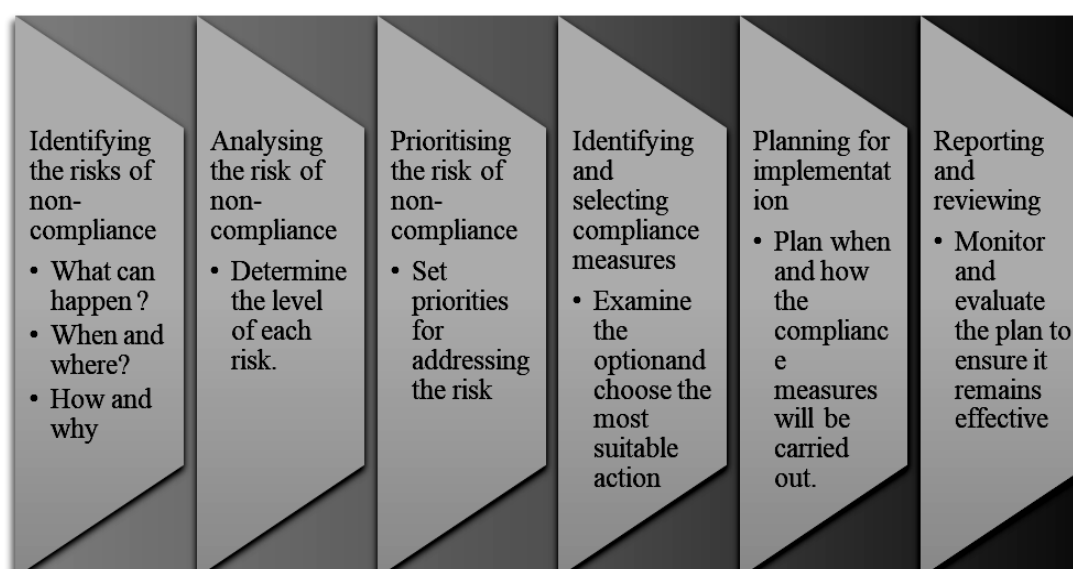 Identifying
the risks of
non-
compliance
• What can
happen ?
• When and
where?
• How and
why
Analysing
the risk of
non-
compliance
• Determine
the level
of each
risk.
Prioritising
the risk of
non-
compliance
• Set
priorities
for
addressing
the risk
Identifying
and
selecting
compliance
measures
• Examine
the
optionand
choose the
most
suitable
action
Planning for
implementat
ion
• Plan when
and how
the
complianc
e
measures
will be
carried
out.
Reporting
and
reviewing
• Monitor
and
evaluate
the plan to
ensure it
remains
effective